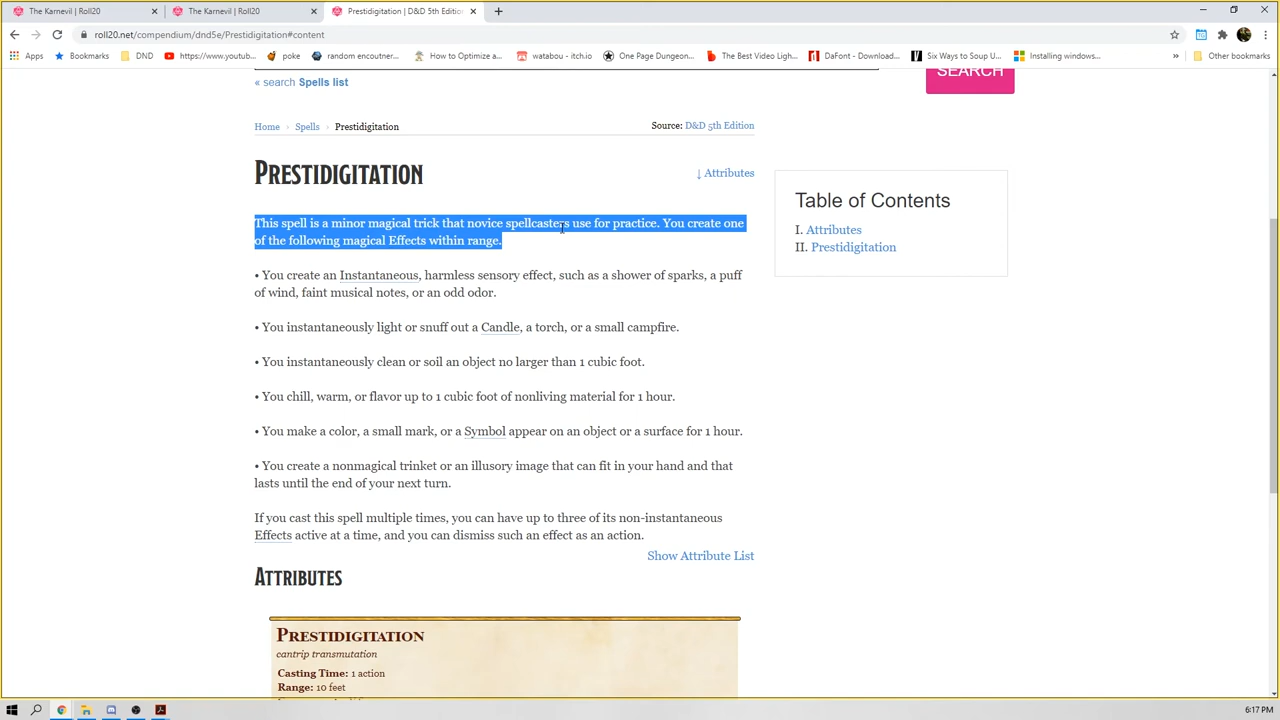 The Karnevil | Roll20
The Karnevil | Roll20
Prestidigitation | D&D 5th Editio
roll20.net/compendium/dnd5e/Prestidigitation#content
Apps Bookmarks DND https://www.youtub... poke random encoutner... How to Optimize a... watabou - itch.io One Page Dungeon... The Best Video Ligh... DaFont - Download... Six Ways to Soup U... Installing windows... » Other bookmarks
SEARCH
« search Spells list
Home › Spells › Prestidigitation
Source: D&D 5th Edition
Prestidigitation
↓ Attributes
This spell is a minor magical trick that novice spellcasters use for practice. You create one
of the following magical Effects within range.
• You create an Instantaneous, harmless sensory effect, such as a shower of sparks, a puff
of wind, faint musical notes, or an odd odor.
• You instantaneously light or snuff out a Candle, a torch, or a small campfire.
• You instantaneously clean or soil an object no larger than 1 cubic foot.
• You chill, warm, or flavor up to 1 cubic foot of nonliving material for 1 hour.
• You make a color, a small mark, or a Symbol appear on an object or a surface for 1 hour.
• You create a nonmagical trinket or an illusory image that can fit in your hand and that
lasts until the end of your next turn.
If you cast this spell multiple times, you can have up to three of its non-instantaneous
Effects active at a time, and you can dismiss such an effect as an action.
Show Attribute List
Attributes
Prestidigitation
cantrip transmutation
Casting Time: 1 action
Range: 10 feet
Table of Contents
I. Attributes
II. Prestidigitation
6:17 PM